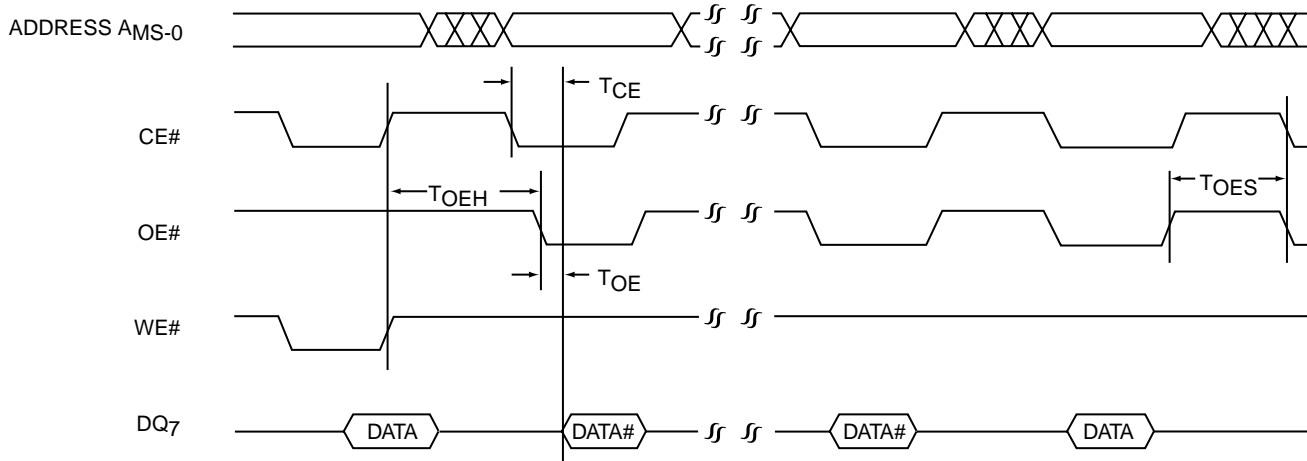 ADDRESS AMS-0
TCE
CE#
TOEH
TOES
OE#
TOE
WE#
DQ7
DATA
DATA#
DATA#
DATA